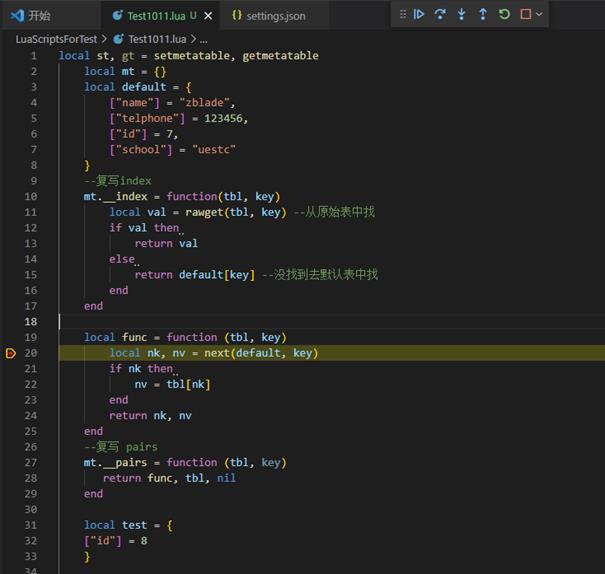 开始
Test1011.lua U
settings.json
LuaScriptsForTest > Test1011.lua > ...
1 local st, gt = setmetatable, getmetatable
2 local mt = {}
3 local default = {
4 ["name"] = "zblade",
5 ["telphone"] = 123456,
6 ["id"] = 7,
7 ["school"] = "uestc"
8 }
9 --复写index
10 mt.__index = function(tbl, key)
11 local val = rawget(tbl, key) --从原始表中找
12 if val then
13 return val
14 else
15 return default[key] --没找到去默认表中找
16 end
17 end
18
19 local func = function (tbl, key)
20 local nk, nv = next(default, key)
21 if nk then
22 nv = tbl[nk]
23 end
24 return nk, nv
25 end
26 --复写 pairs
27 mt.__pairs = function (tbl, key)
28 return func, tbl, nil
29 end
30
31 local test = {
32 ["id"] = 8
33 }
34